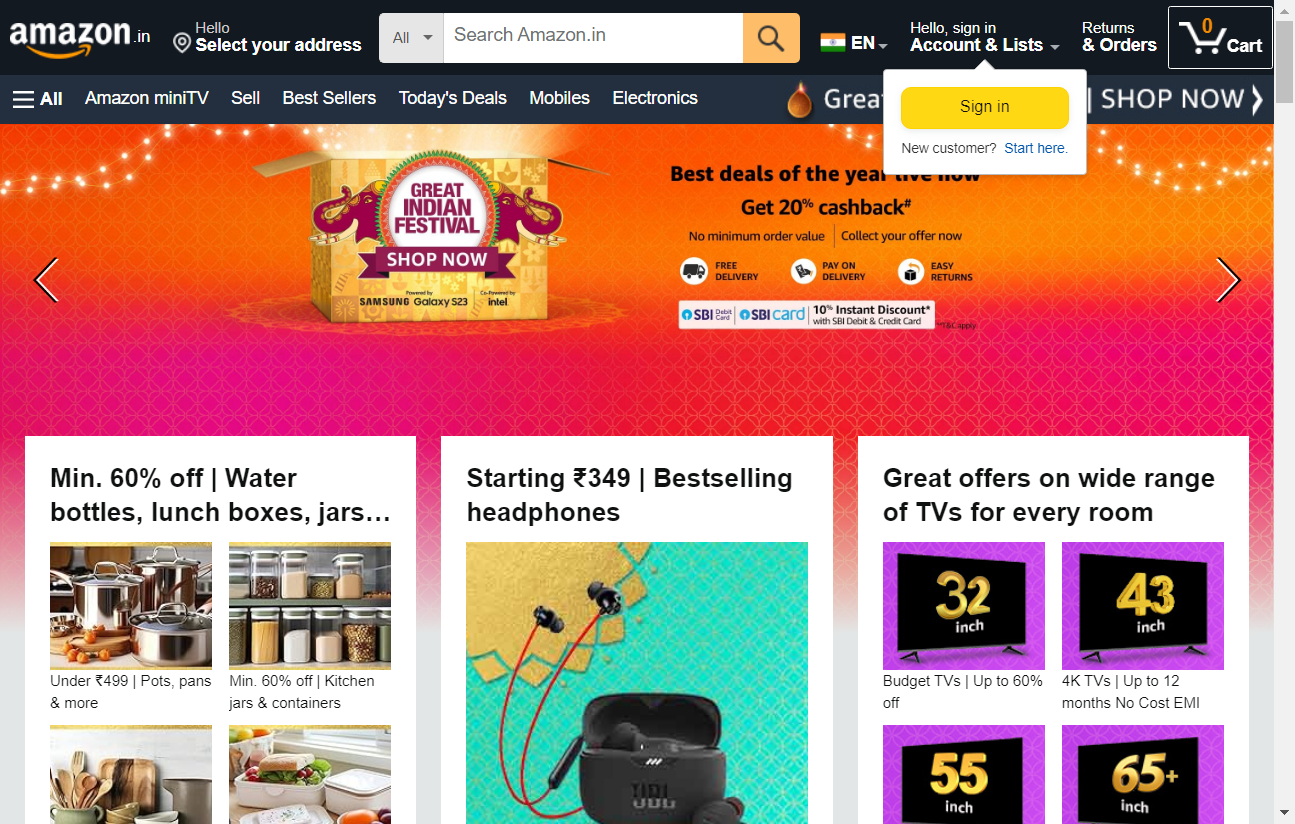 amazon.in
Hello
Select your address
All
Search Amazon.in
EN
Hello, sign in
Account & Lists
Returns
& Orders
0
Cart
All
Amazon miniTV
Sell
Best Sellers
Today's Deals
Mobiles
Electronics
Grea
SHOP NOW
Sign in
New customer? Start here.
GREAT
INDIAN
FESTIVAL
SHOP NOW
Powered by
SAMSUNG Galaxy S23
Co-Powered by
intel
Best deals of the year live now
Get 20% cashback#
No minimum order value
Collect your offer now
FREE
DELIVERY
PAY ON
DELIVERY
EASY
RETURNS
SBI Debit Card
SBI card
10% Instant Discount*
with SBI Debit & Credit Card
*T&C apply
Min. 60% off | Water
bottles, lunch boxes, jars…
Under ₹499 | Pots, pans
& more
Min. 60% off | Kitchen
jars & containers
Starting ₹349 | Bestselling
headphones
JBL
Great offers on wide range
of TVs for every room
32
inch
43
inch
Budget TVs | Up to 60%
off
4K TVs | Up to 12
months No Cost EMI
55
inch
65+
inch